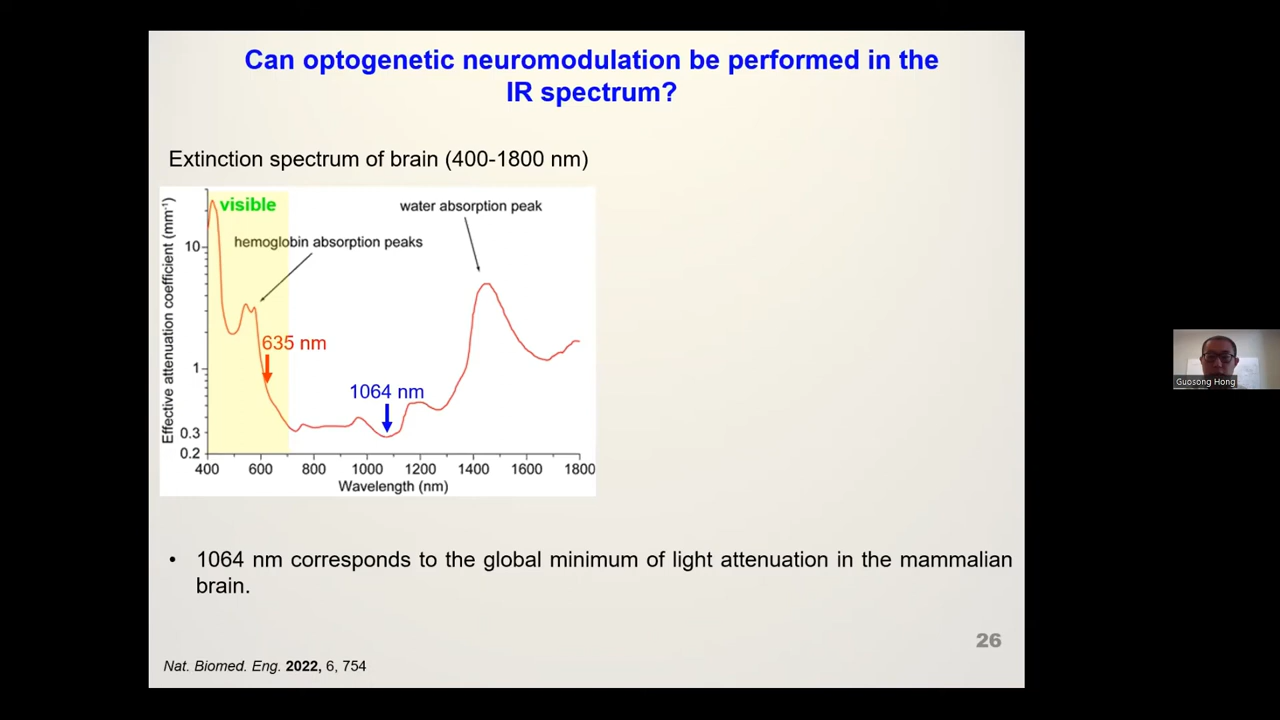 Can optogenetic neuromodulation be performed in the
IR spectrum?
Extinction spectrum of brain (400-1800 nm)
visible
water absorption peak
hemoglobin absorption peaks
635 nm
1064 nm
Effective attenuation coefficient (mm⁻¹)
10
1
0.3
0.2
400 600 800 1000 1200 1400 1600 1800
Wavelength (nm)
• 1064 nm corresponds to the global minimum of light attenuation in the mammalian
brain.
26
Nat. Biomed. Eng. 2022, 6, 754
Guosong Hong